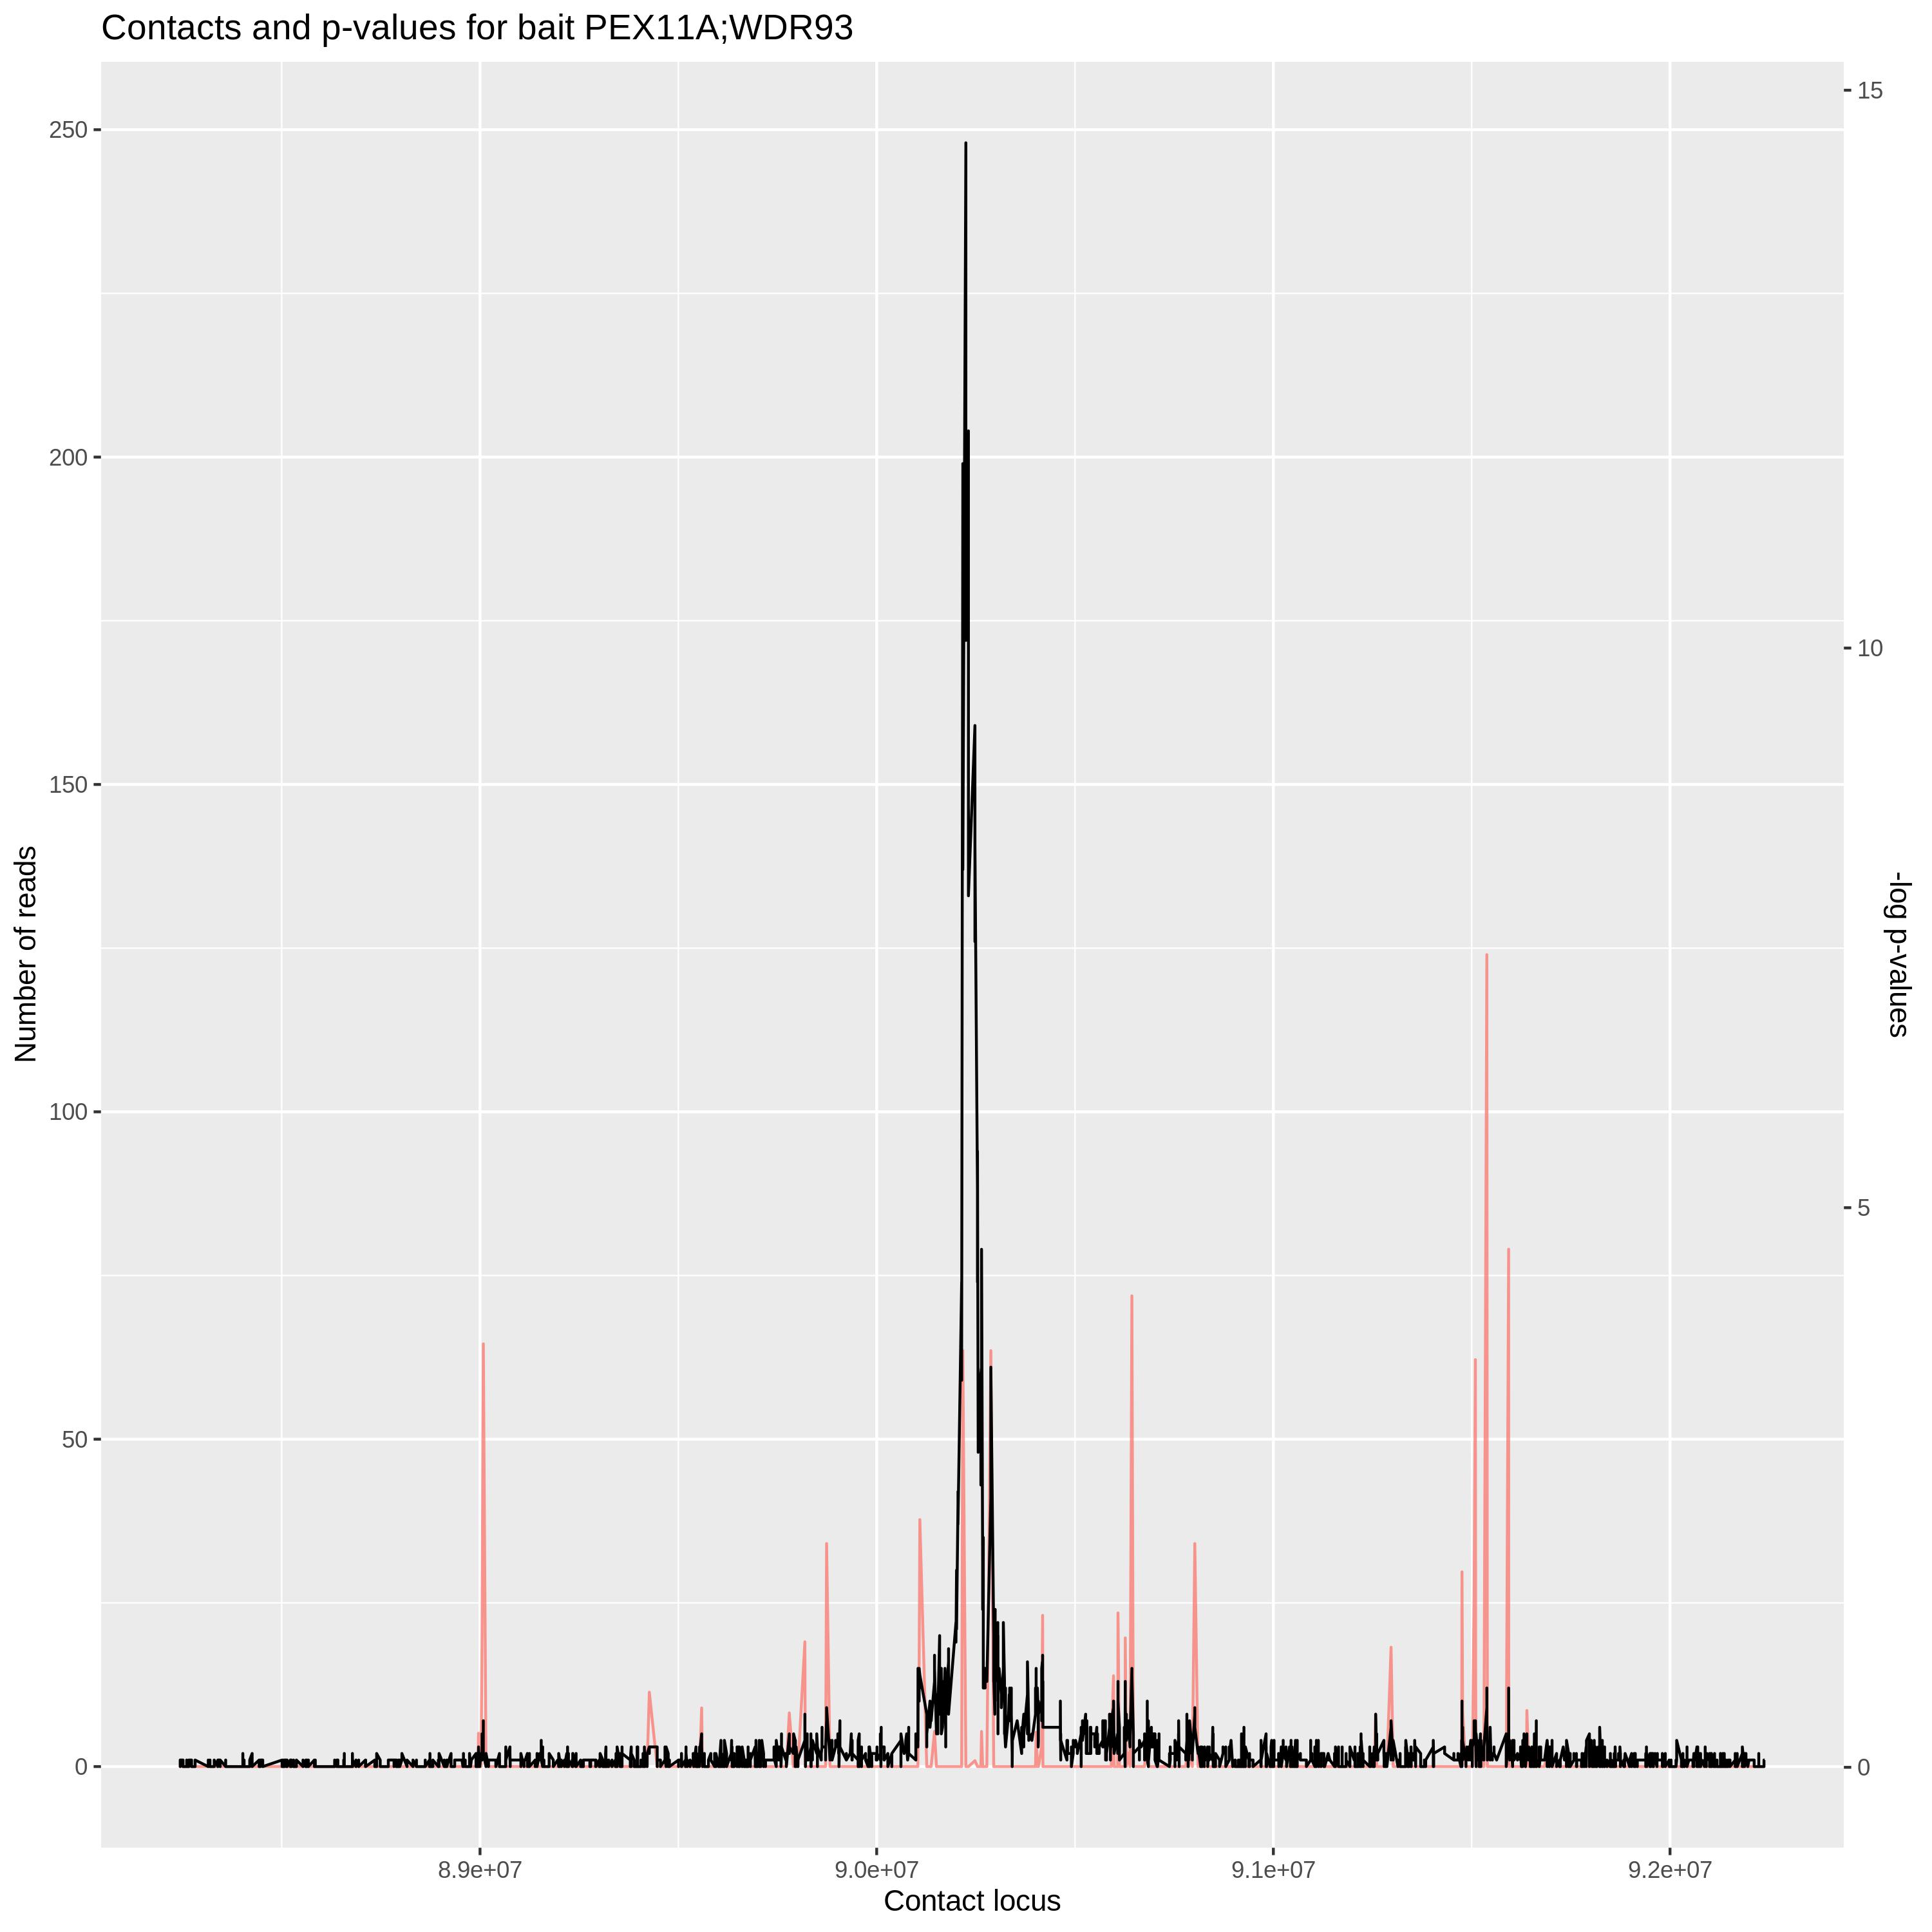 Contacts and p-values for bait PEX11A;WDR93
250
200
150
100
50
0
Number of reads
15
10
5
0
-log p-values
8.9e+07
9.0e+07
9.1e+07
9.2e+07
Contact locus